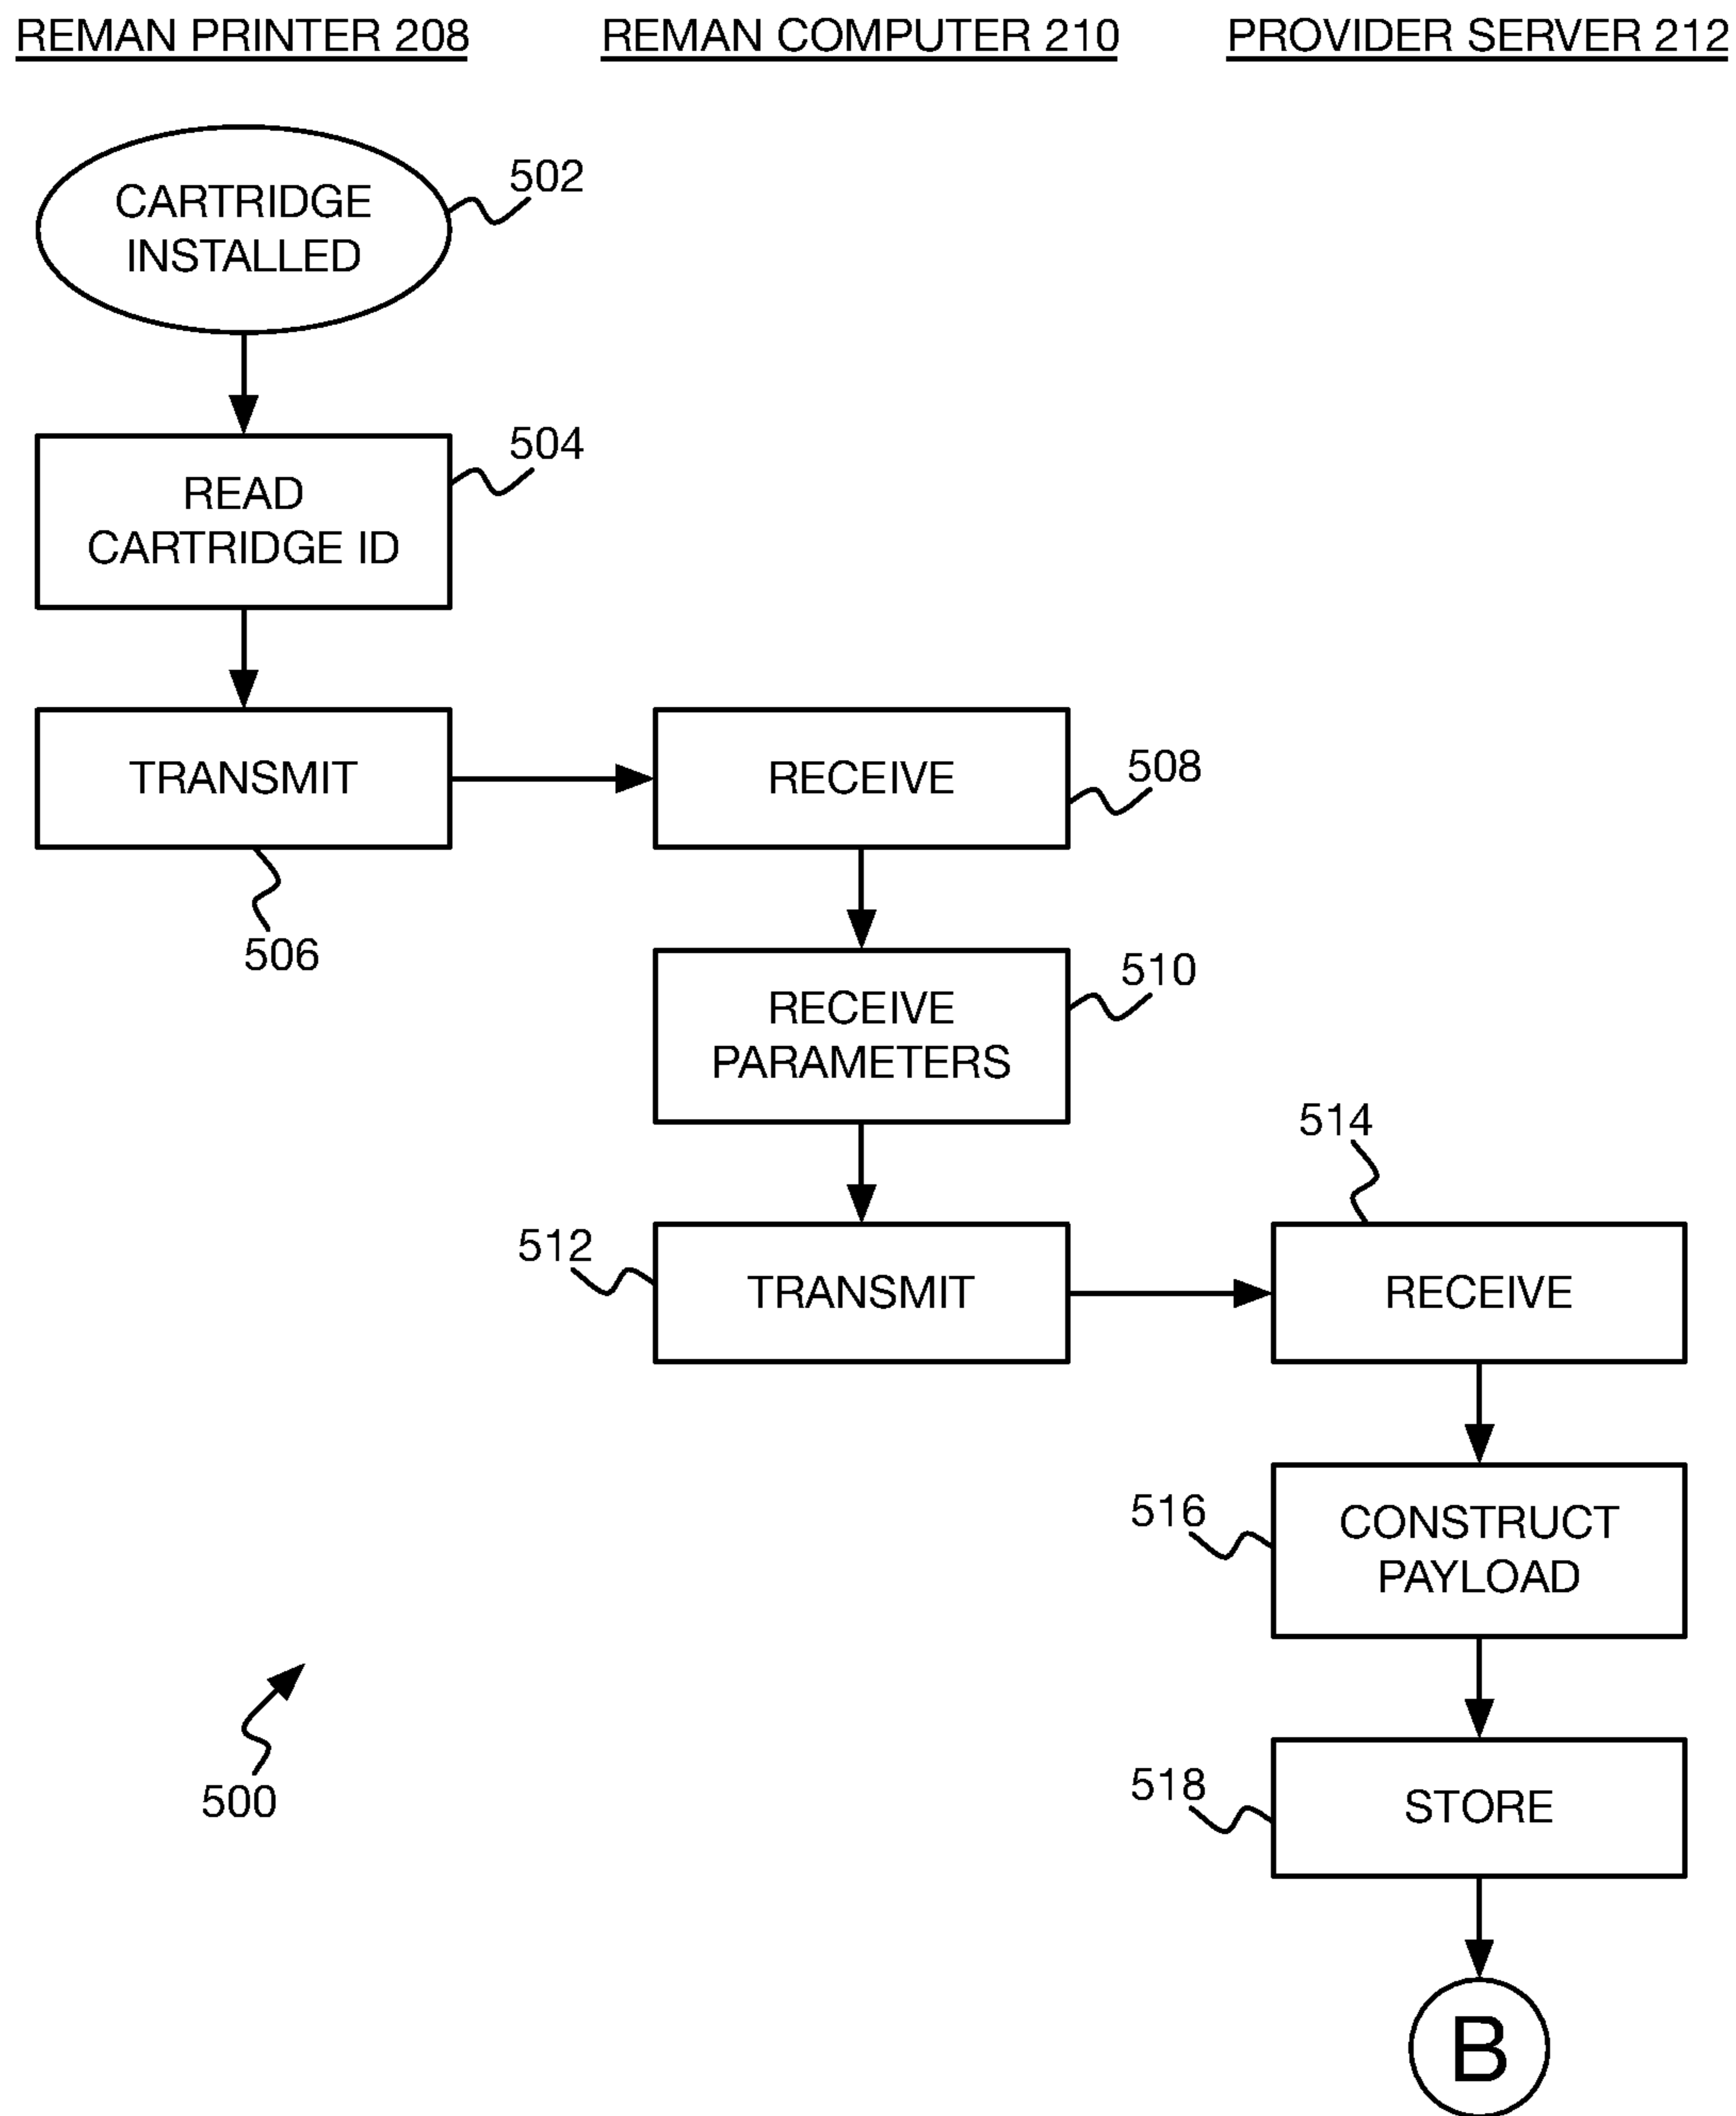 REMAN PRINTER 208
REMAN COMPUTER 210
PROVIDER SERVER 212
CARTRIDGE
INSTALLED
502
READ
CARTRIDGE ID
504
TRANSMIT
506
RECEIVE
508
RECEIVE
PARAMETERS
510
TRANSMIT
512
RECEIVE
514
CONSTRUCT
PAYLOAD
516
STORE
518
B
500